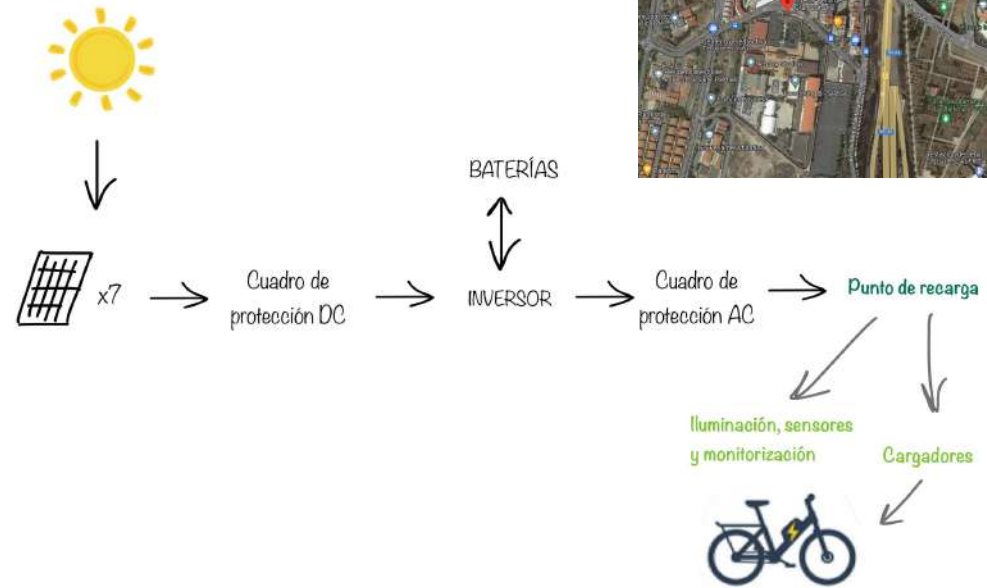 BATERÍAS
x7
Cuadro de
protección DC
INVERSOR
Cuadro de
protección AC
Punto de recarga
Iluminación, sensores
y monitorización
Cargadores